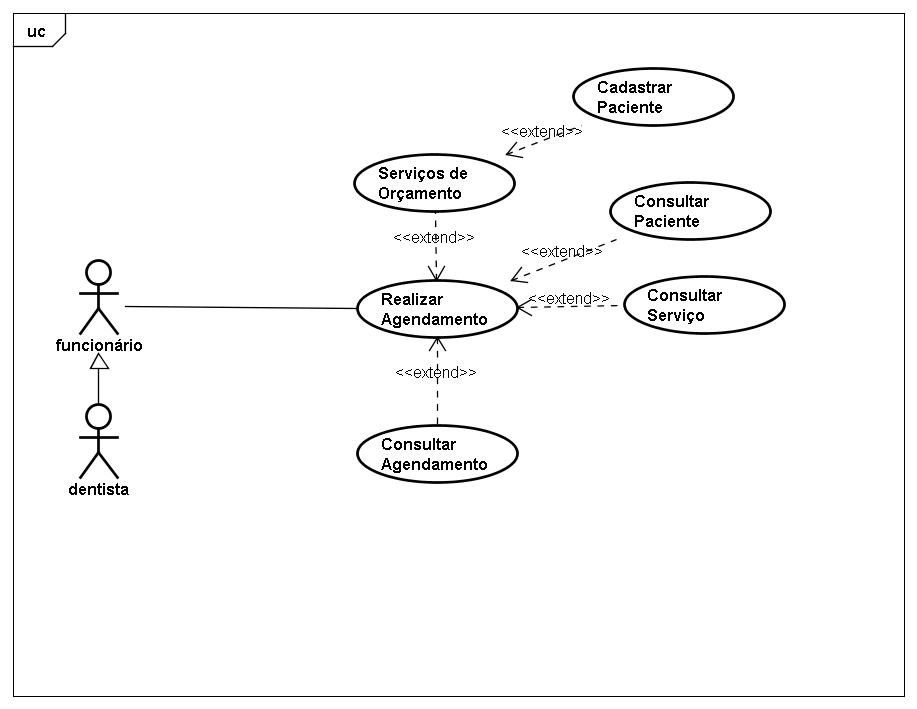 uc
Cadastrar
Paciente
<<extend>>
Serviços de
Orçamento
Consultar
Paciente
<<extend>>
<<extend>>
Realizar
Agendamento
<<extend>>
Consultar
Serviço
funcionário
<<extend>>
Consultar
Agendamento
dentista